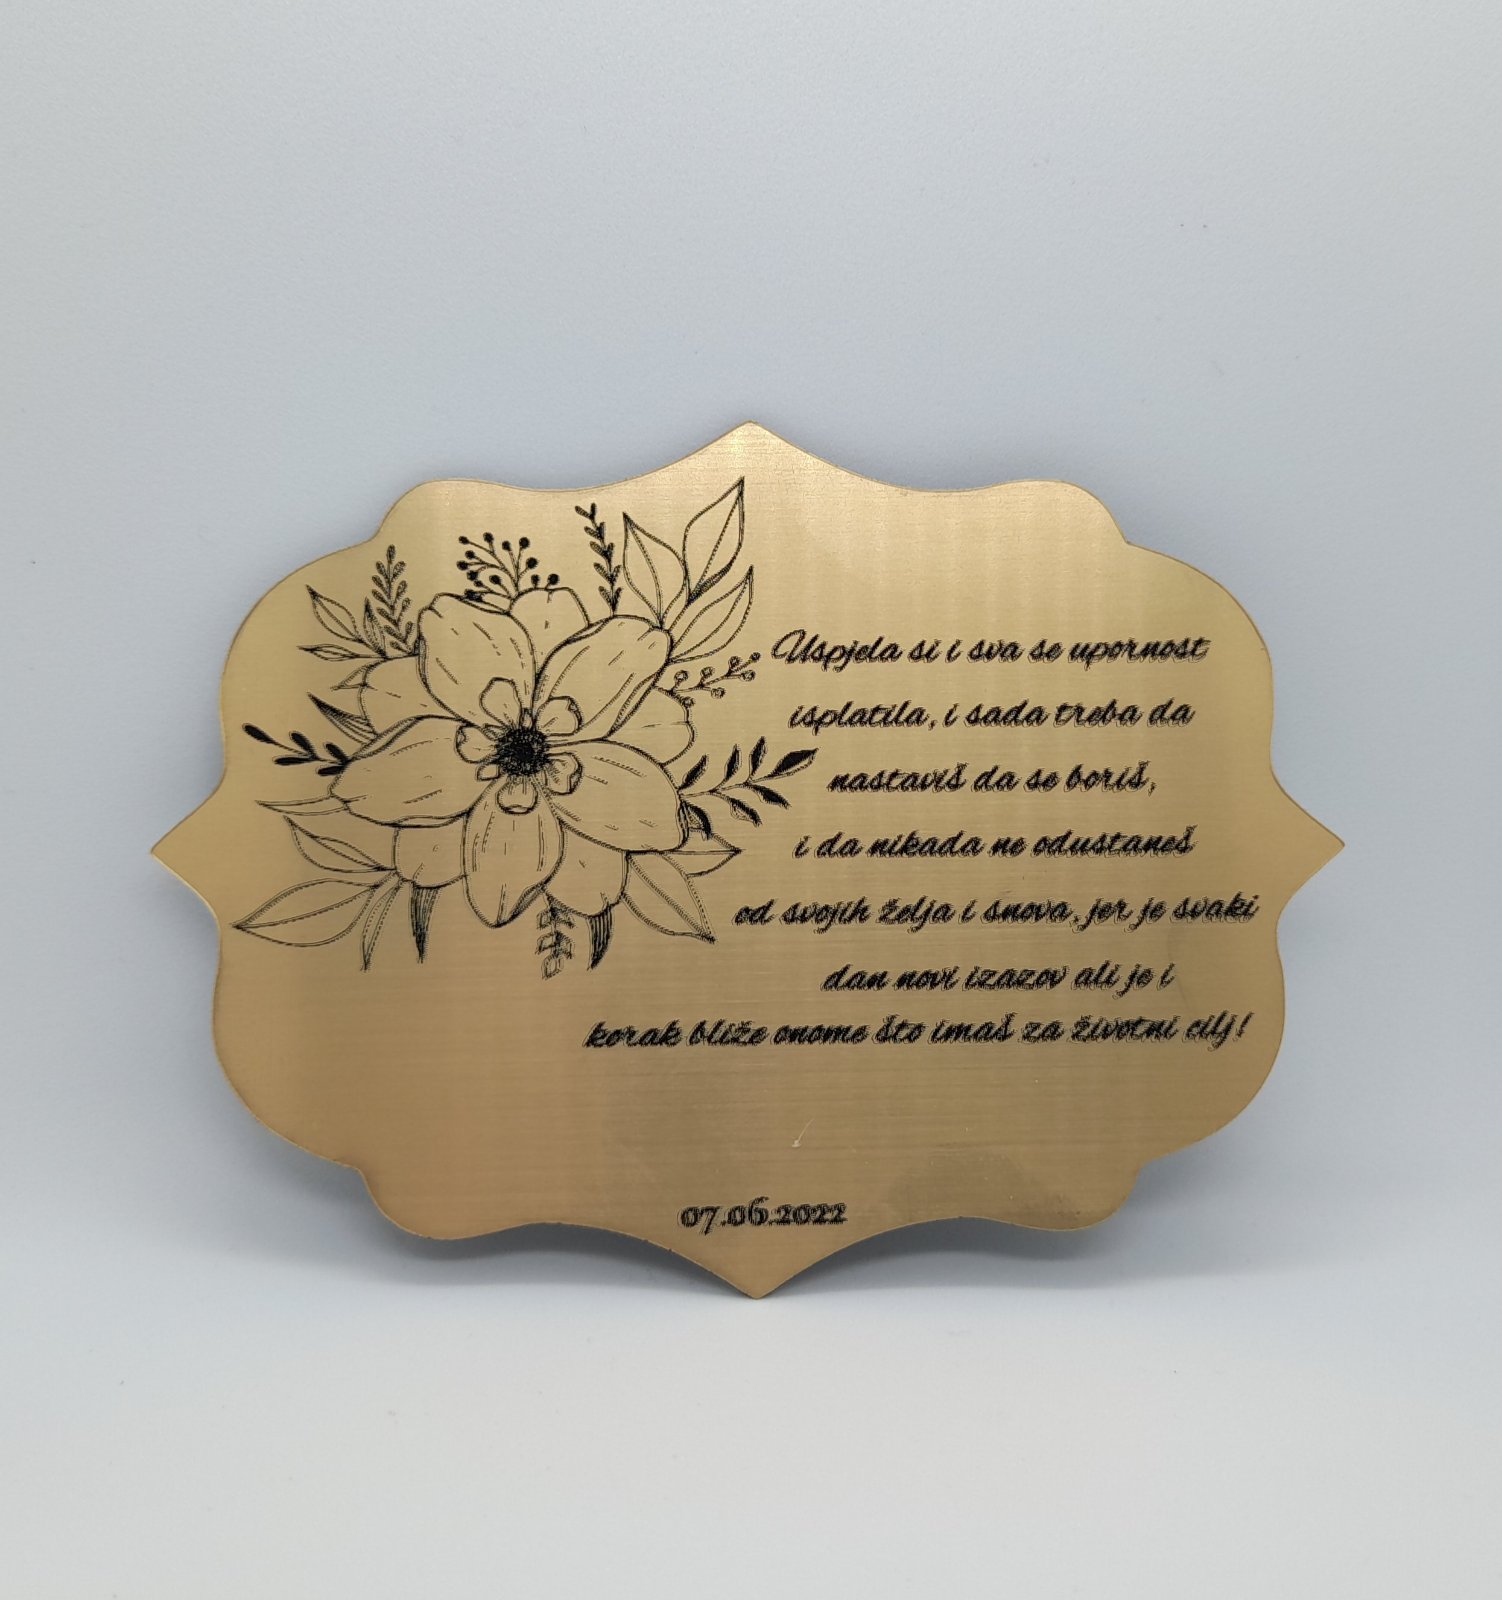 Uspjela si i sva se upornost
isplatila, i sada treba da
nastaviš da se boriš,
i da nikada ne odustaneš
od svojih želja i snova, jer je svaki
dan novi izazov ali je i
korak bliže onome što imaš za životni cilj!
07.06.2022